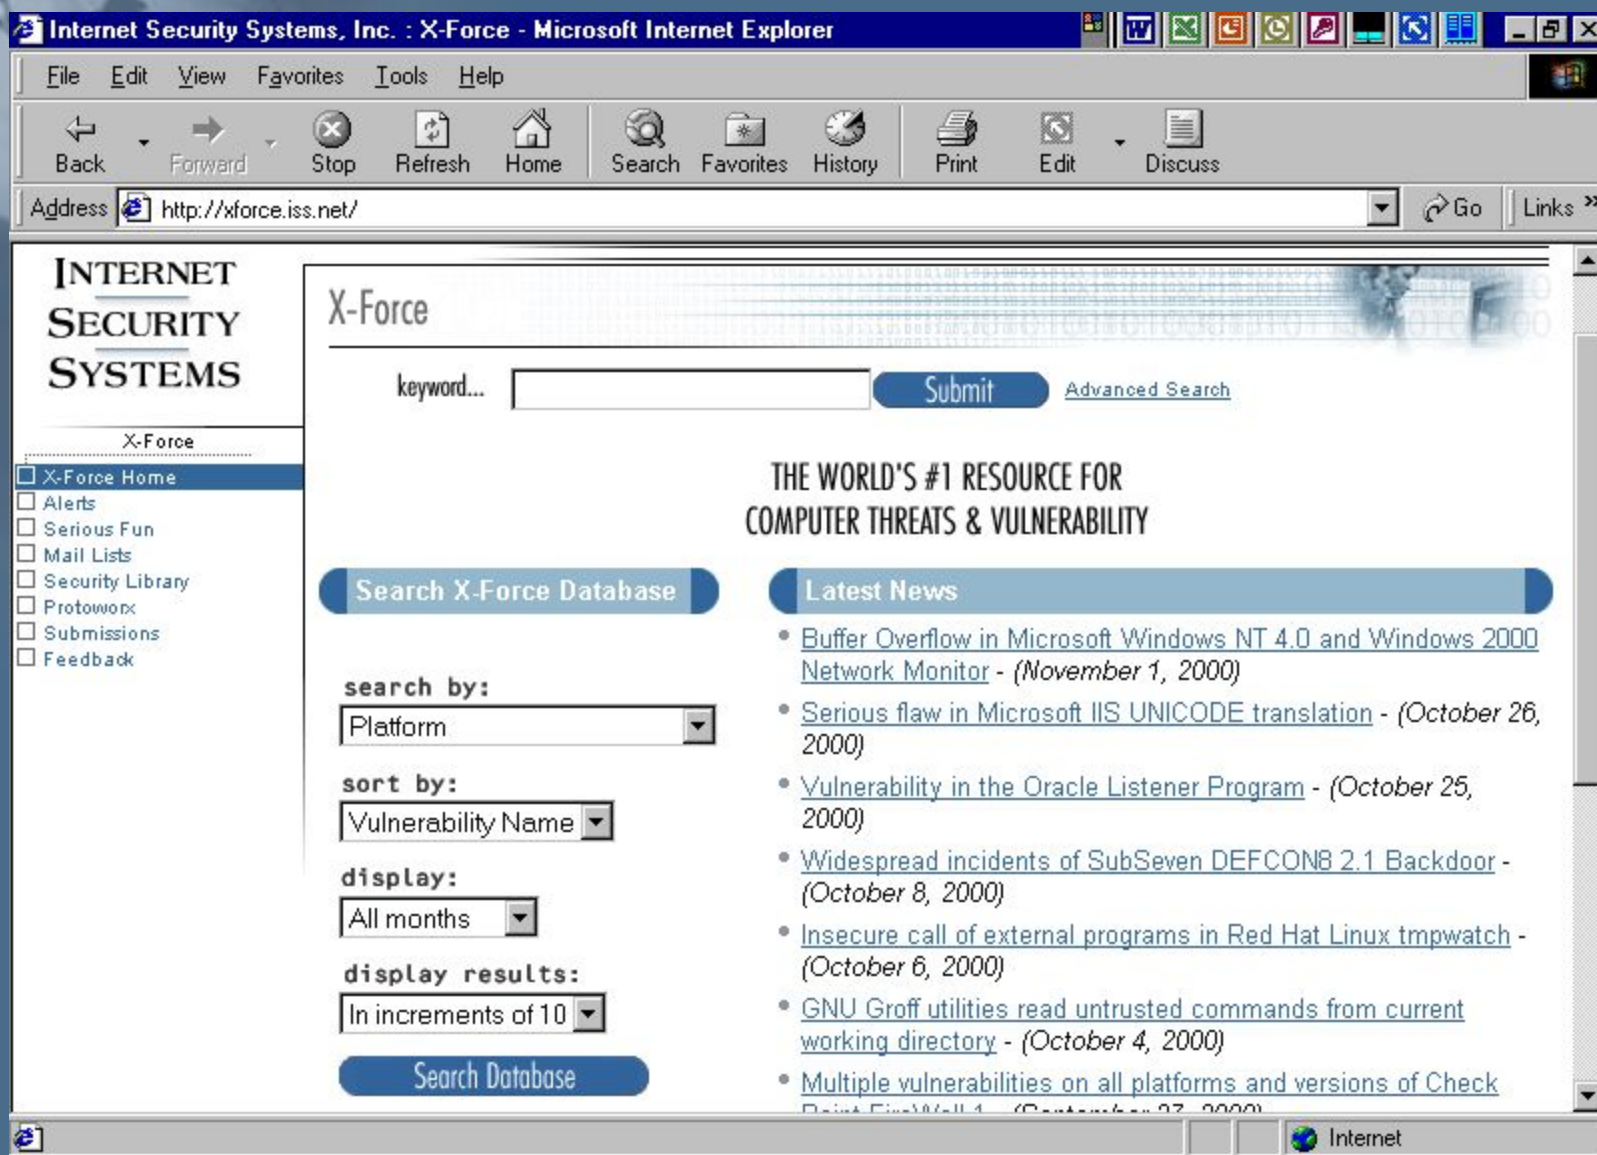 Internet Security Systems, Inc. : X-Force - Microsoft Internet Explorer
File Edit View Favorites Tools Help
Back Forward Stop Refresh Home Search Favorites History Print Edit Discuss
Address http://xforce.iss.net/ Go Links »
INTERNET
SECURITY
SYSTEMS
X-Force
X-Force Home
Alerts
Serious Fun
Mail Lists
Security Library
Protoworx
Submissions
Feedback
X-Force
keyword... Submit Advanced Search
THE WORLD'S #1 RESOURCE FOR
COMPUTER THREATS & VULNERABILITY
Search X-Force Database
search by:
Platform
sort by:
Vulnerability Name
display:
All months
display results:
In increments of 10
Search Database
Latest News
Buffer Overflow in Microsoft Windows NT 4.0 and Windows 2000
Network Monitor - (November 1, 2000)
Serious flaw in Microsoft IIS UNICODE translation - (October 26,
2000)
Vulnerability in the Oracle Listener Program - (October 25,
2000)
Widespread incidents of SubSeven DEFCON8 2.1 Backdoor -
(October 8, 2000)
Insecure call of external programs in Red Hat Linux tmpwatch -
(October 6, 2000)
GNU Groff utilities read untrusted commands from current
working directory - (October 4, 2000)
Multiple vulnerabilities on all platforms and versions of Check
Internet